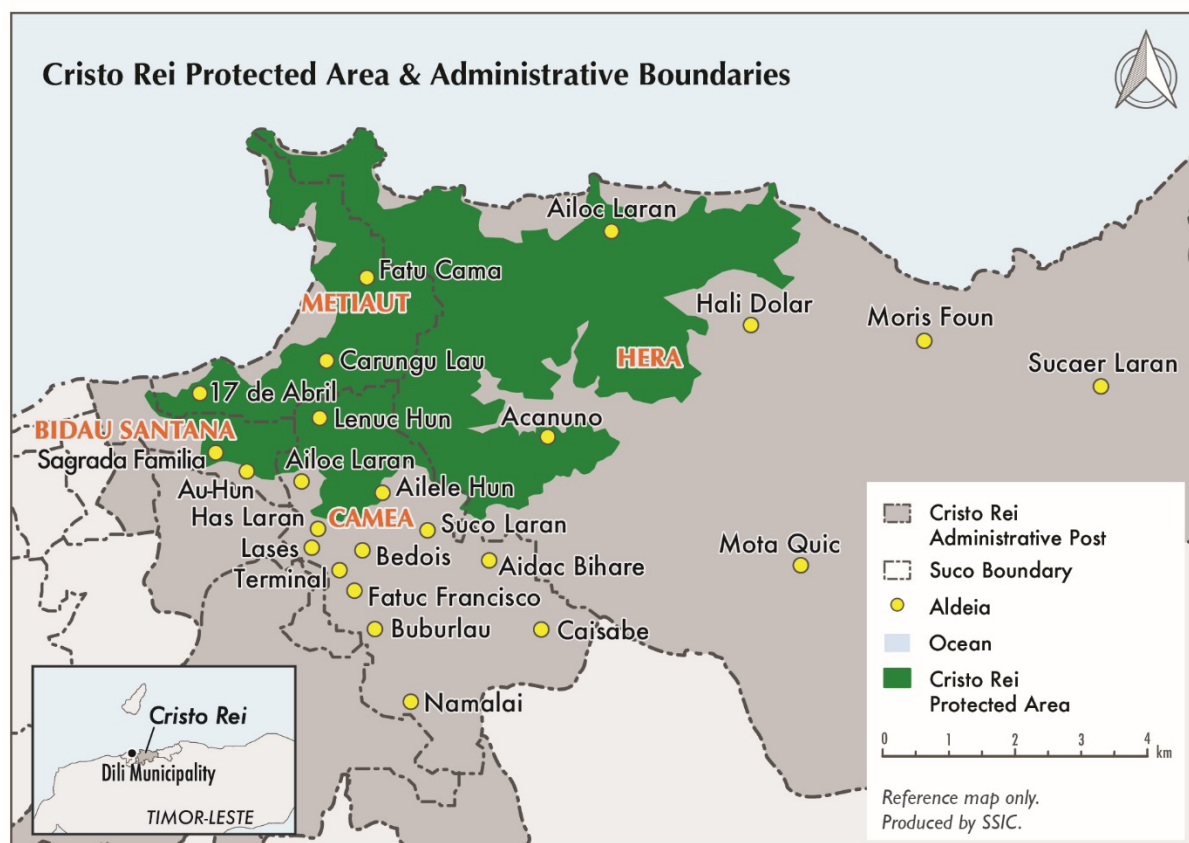 Cristo Rei Protected Area & Administrative Boundaries
Ailoc Laran
Fatu Cama
METIAUT
Hali Dolar
Moris Foun
HERA
Carungu Lau
Sucaer Laran
17 de Abril
Lenuc Hun
Acanuno
BIDAU SANTANA
Sagrada Familia
Ailoc Laran
Au-Hun
Ailele Hun
Has Laran
CAMEA
Suco Laran
Lases
Bedois
Aidac Bihare
Mota Quic
Terminal
Fatuc Francisco
Buburlau
Caisabe
Namalai
Cristo Rei
Dili Municipality
TIMOR-LESTE
Cristo Rei
Administrative Post
Suco Boundary
Aldeia
Ocean
Cristo Rei
Protected Area
0 1 2 3 4
km
Reference map only.
Produced by SSIC.